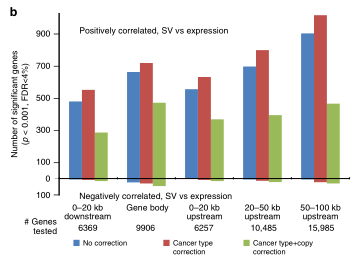 b
Positively correlated, SV vs expression
Number of significant genes
(p < 0.001, FDR<4%)
900
700
500
300
100
0
100
Negatively correlated, SV vs expression
0–20 kb Gene body 0–20 kb 20–50 kb 50–100 kb
downstream upstream upstream upstream
# Genes
tested
6369 9906 6257 10,485 15,985
No correction Cancer type correction Cancer type+copy correction